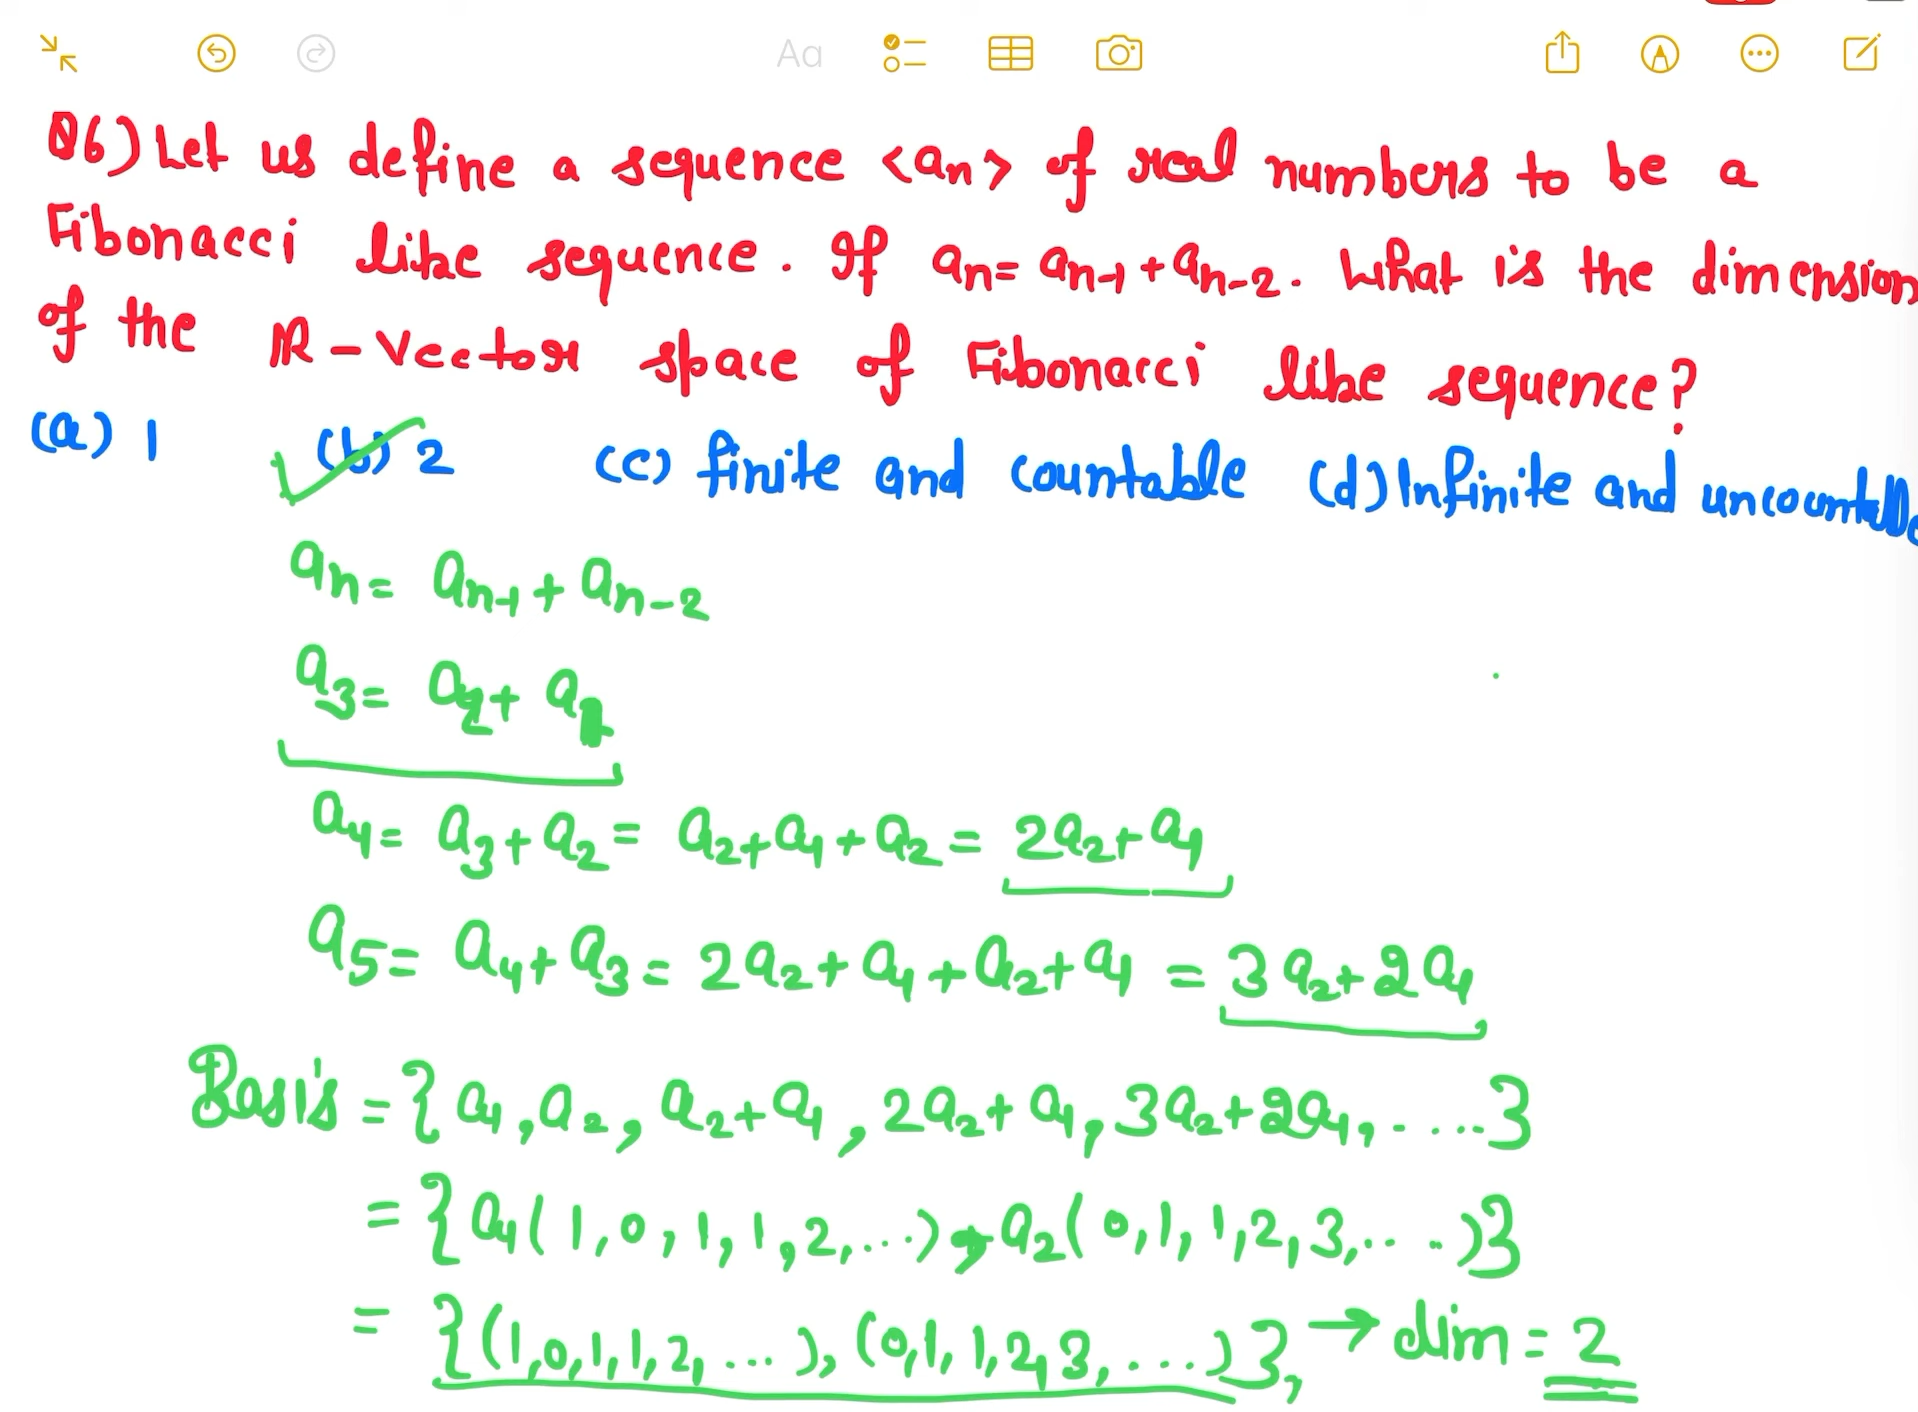 Aa
Q6) Let us define a sequence <an> of real numbers to be a
Fibonacci like sequence. If an= an-1+an-2. What is the dimension
of the ℝ-Vector space of Fibonacci like sequence?
(a) 1 (b) 2 (c) finite and countable (d) Infinite and uncountable
an= an-1+an-2
a3= a2+a1
a4= a3+a2= a2+a1+a2= 2a2+a1
a5= a4+a3= 2a2+a1+a2+a1 = 3a2+2a1
Basis={a1,a2, a2+a1, 2a2+a1, 3a2+2a1, .....}
={a1(1,0,1,1,2,...)+a2(0,1,1,2,3,....)}
= {(1,0,1,1,2,...), (0,1,1,2,3,....)}, → dim=2